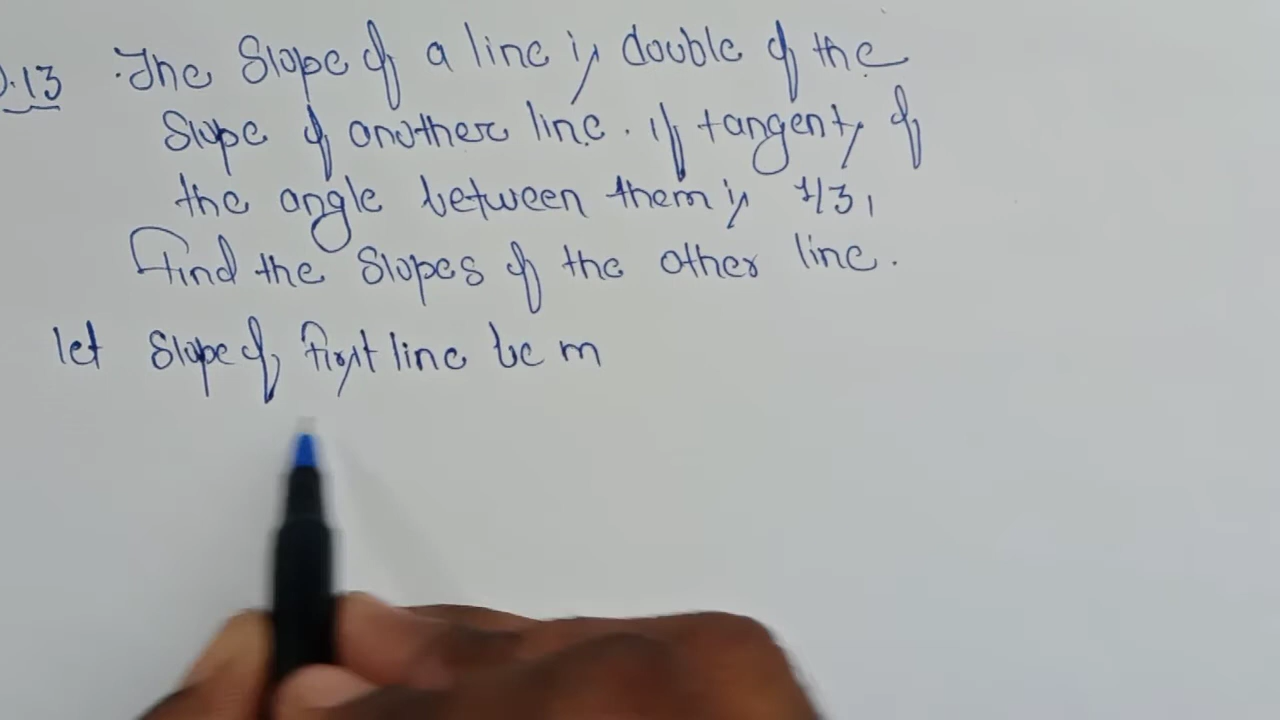 Q.13 The Slope of a line is double of the
Slope of another line. If tangents of
the angle between them is 1/3,
Find the Slopes of the other line.
let Slope of first line be m